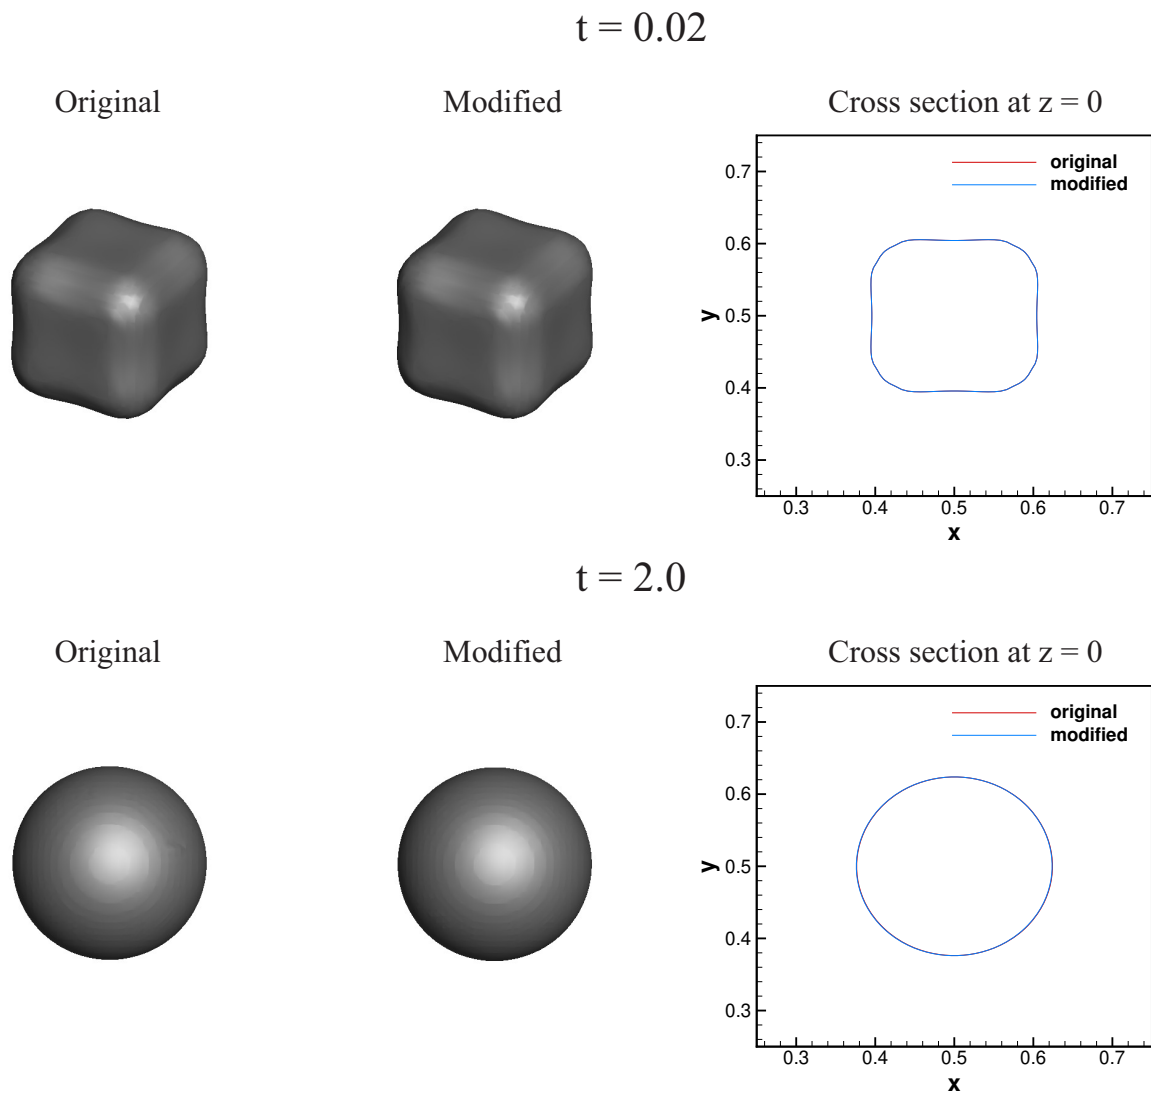 t = 0.02
Original Modified Cross section at z = 0
original
modified
0.7
0.6
0.5
0.4
0.3
y
0.3 0.4 0.5 0.6 0.7
x
t = 2.0
Original Modified Cross section at z = 0
original
modified
0.7
0.6
0.5
0.4
0.3
y
0.3 0.4 0.5 0.6 0.7
x